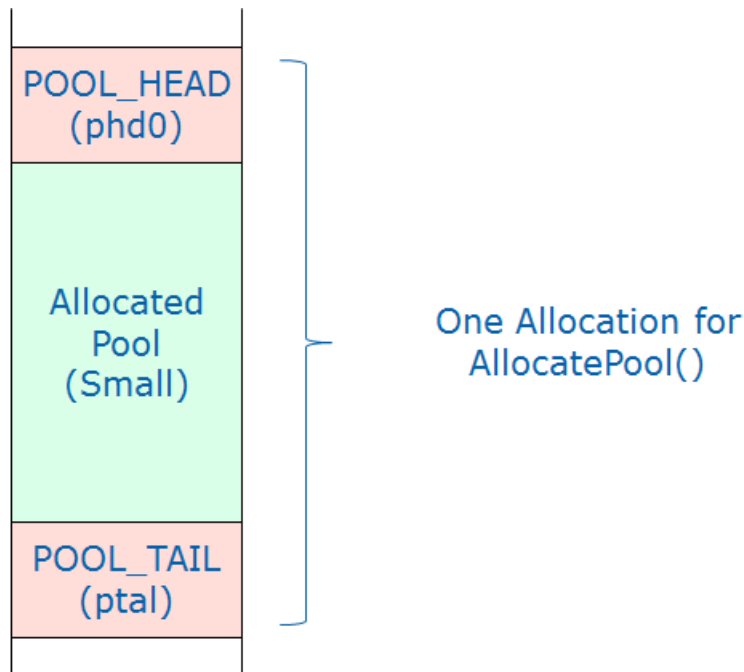 POOL_HEAD
(phd0)
Allocated
Pool
(Small)
One Allocation for
AllocatePool()
POOL_TAIL
(ptal)